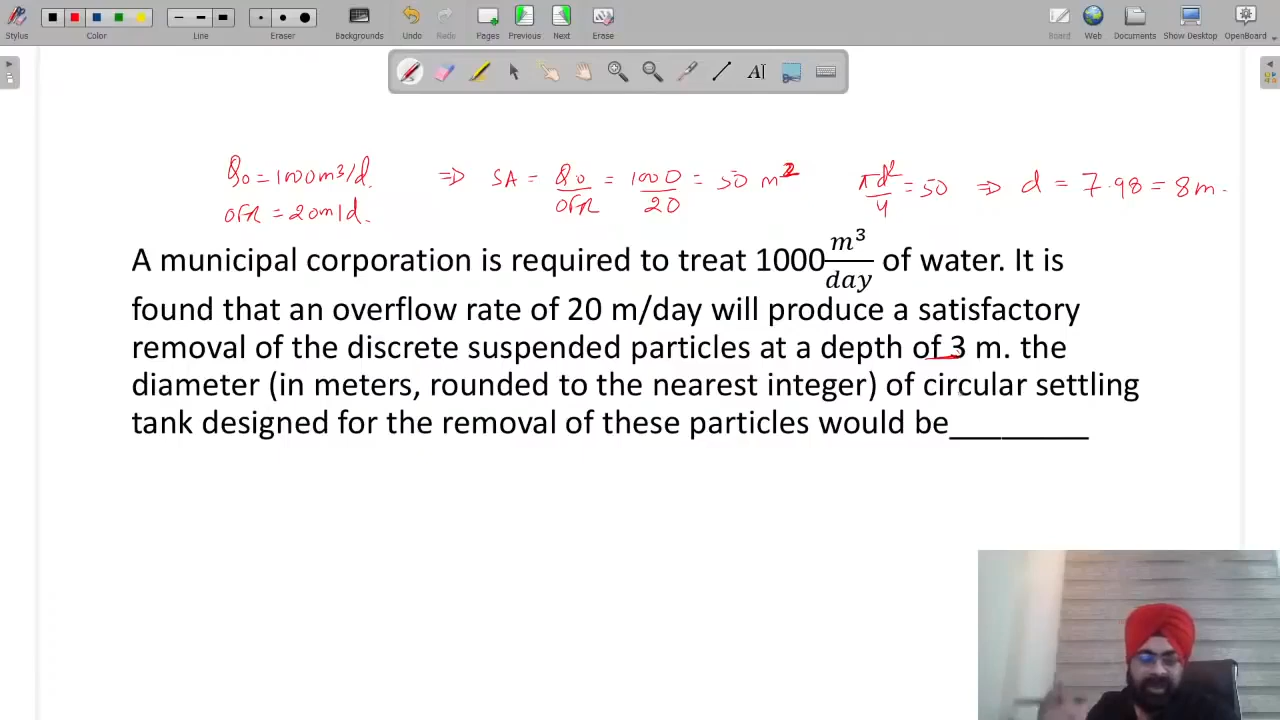 Stylus
Color
Line
Eraser
Backgrounds
Undo
Redo
Pages
Previous
Next
Erase
Board
Web
Documents
Show Desktop
OpenBoard
Q0 = 1000 m3/d. ⇒ SA = Q0/OFR = 1000/20 = 50 m² πd²/4 = 50 ⇒ d = 7.98 = 8m.
OFR = 20m/d.
A municipal corporation is required to treat 1000 m³/day of water. It is
found that an overflow rate of 20 m/day will produce a satisfactory
removal of the discrete suspended particles at a depth of 3 m. the
diameter (in meters, rounded to the nearest integer) of circular settling
tank designed for the removal of these particles would be________